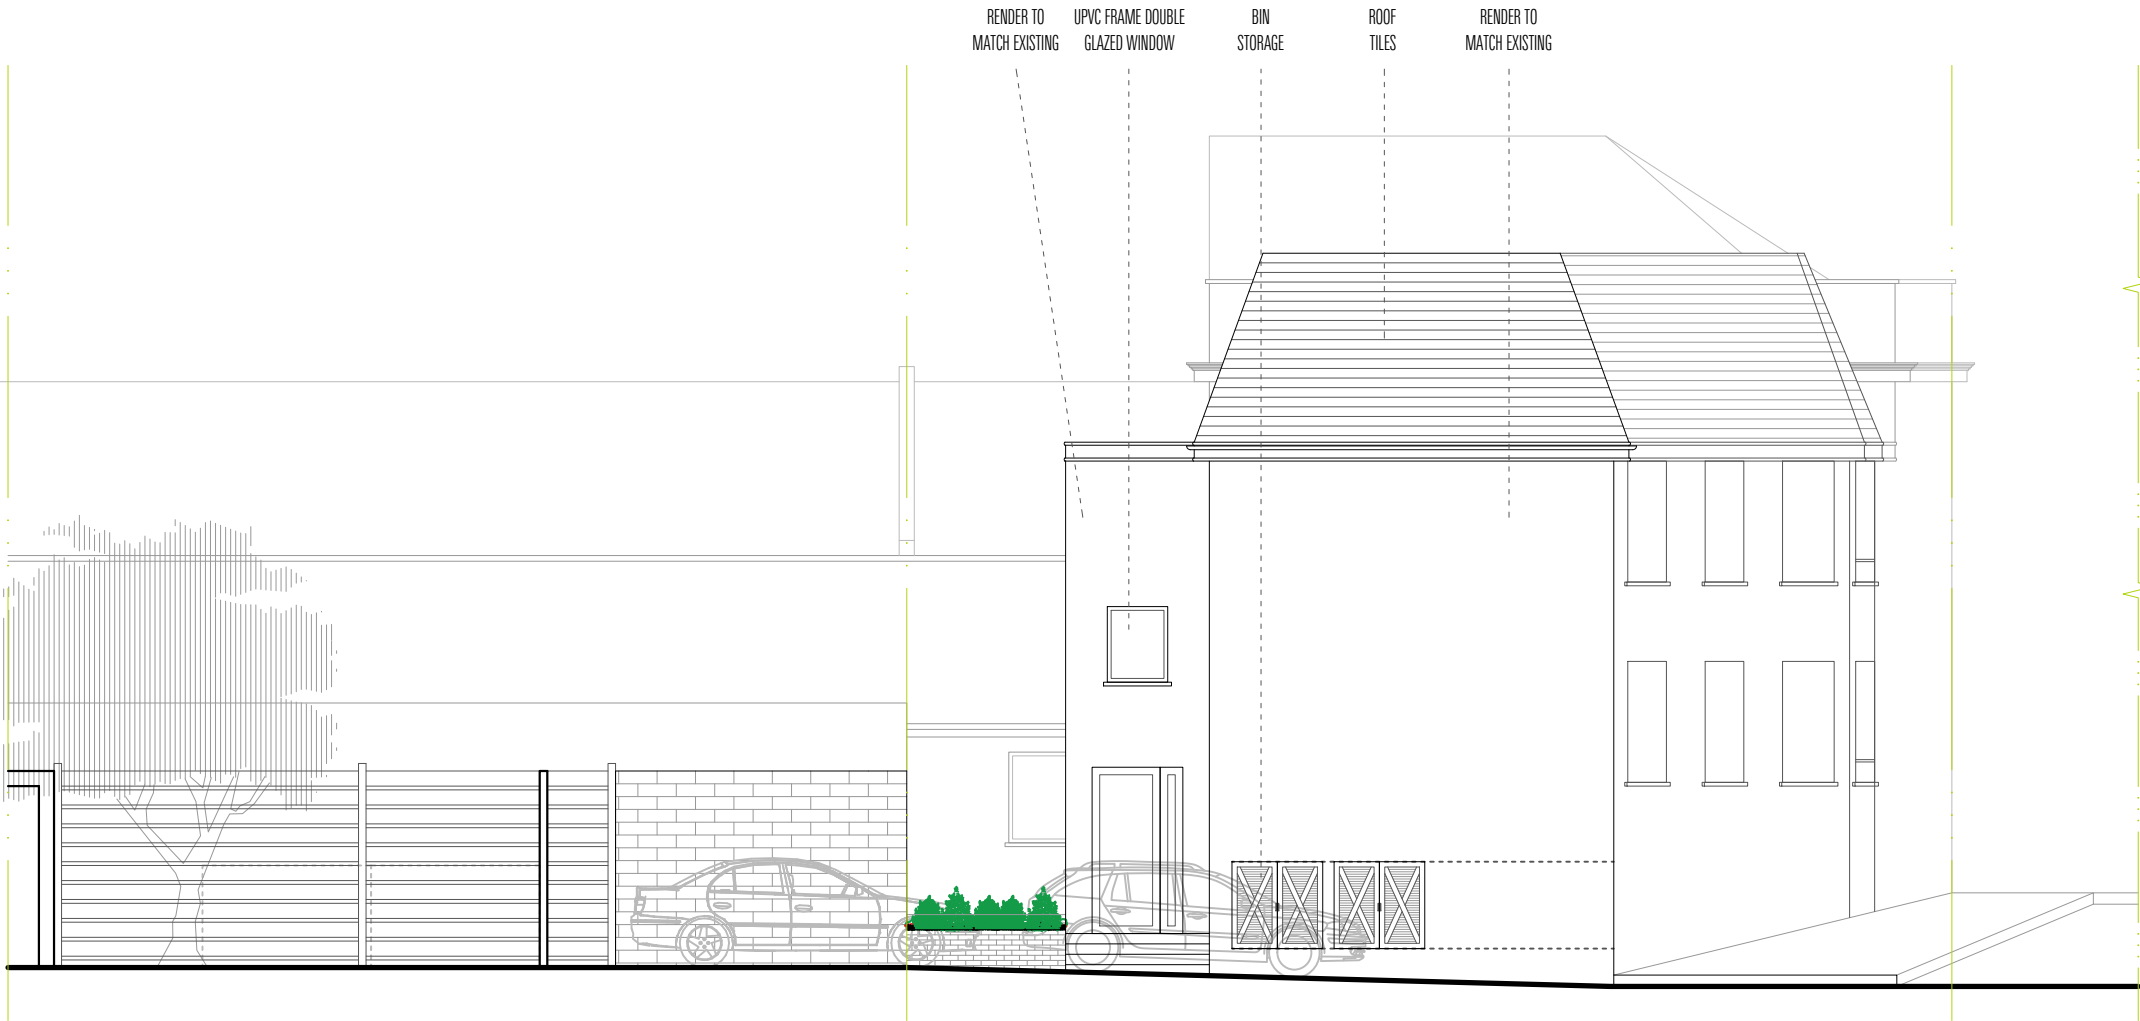 RENDER TO
MATCH EXISTING
UPVC FRAME DOUBLE
GLAZED WINDOW
BIN
STORAGE
ROOF
TILES
RENDER TO
MATCH EXISTING